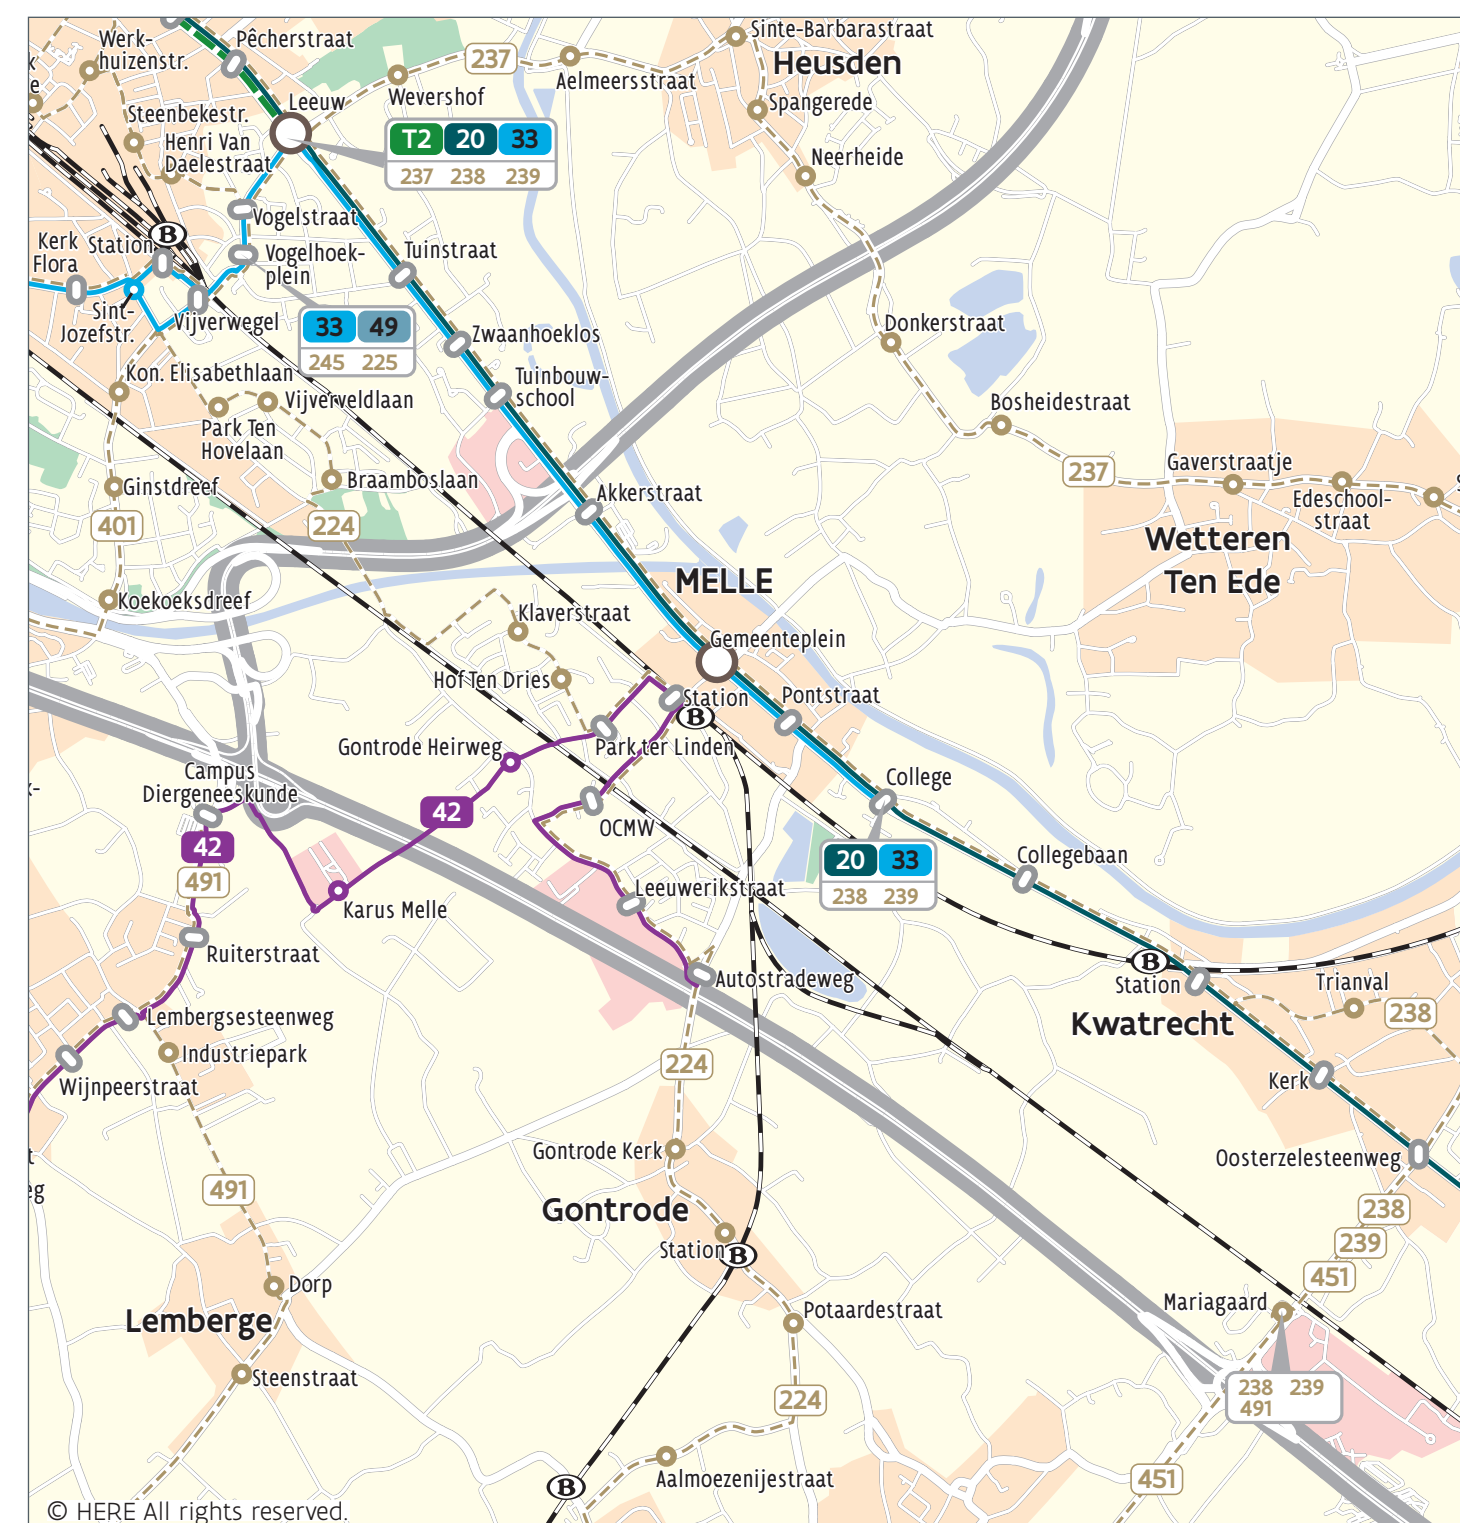 Werk-
huizenstr.
Pêcherstraat
Sinte-Barbarastraat
Heusden
237
Aelmeersstraat
Wevershof
Leeuw
Spangerede
Steenbekestr.
Henri Van
Daelestraat
T2 20 33
237 238 239
Neerheide
Vogelstraat
Kerk
Flora
Station
B
Vogelhoek-
plein
Tuinstraat
Sint-
Jozefstr.
Vijverwegel
33 49
245 225
Zwaanhoeklos
Donkerstraat
Kon. Elisabethlaan
Vijverveldlaan
Tuinbouw-
school
Park Ten
Hovelaan
Bosheidestraat
Ginstdreef
Braamboslaan
Akkerstraat
237
Gaverstraatje
Edeschool-
straat
401
224
Wetteren
Ten Ede
MELLE
Koekoeksdreef
Klaverstraat
Gemeenteplein
Hof Ten Dries
Station
B
Pontstraat
Gontrode Heirweg
Park ter Linden
Campus
Diergeneeskunde
42
OCMW
College
42
491
20 33
238 239
Collegebaan
Karus Melle
Leeuwerikstraat
Ruiterstraat
Autostradeweg
B
Station
Trianval
Lembergsesteenweg
Kwatrecht
238
Industriepark
224
Wijnpeerstraat
Kerk
Gontrode Kerk
Oosterzelesteenweg
491
Gontrode
238
239
Station
B
451
Dorp
Lemberge
Potaardestraat
Mariagaard
Steenstraat
224
238 239
491
Aalmoezenijestraat
451
B
© HERE All rights reserved.